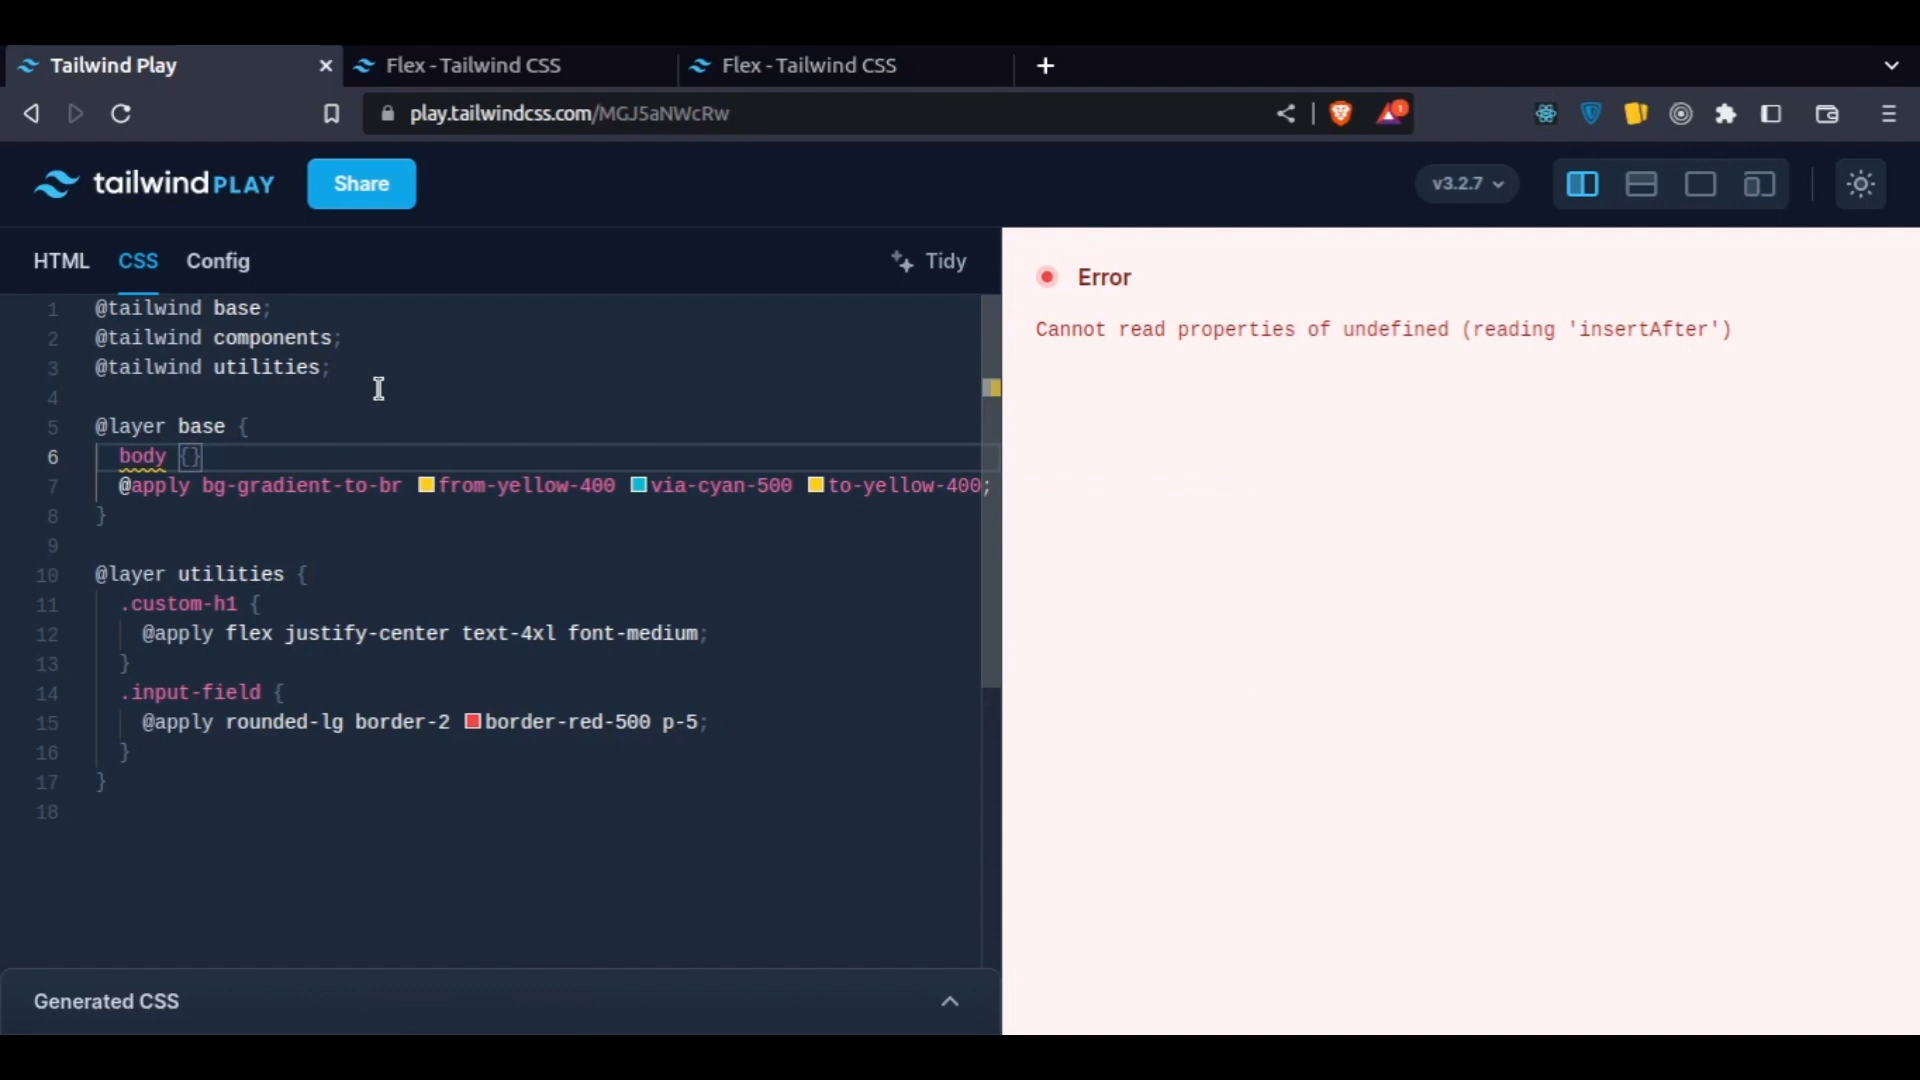 Tailwind Play
Flex - Tailwind CSS
Flex - Tailwind CSS
play.tailwindcss.com/MGJ5aNWcRw
1
tailwind PLAY
Share
v3.2.7
HTML CSS Config
Tidy
1 @tailwind base;
2 @tailwind components;
3 @tailwind utilities;
4
5 @layer base {
6 body {}
7 @apply bg-gradient-to-br from-yellow-400 via-cyan-500 to-yellow-400;
8 }
9
10 @layer utilities {
11 .custom-h1 {
12 @apply flex justify-center text-4xl font-medium;
13 }
14 .input-field {
15 @apply rounded-lg border-2 border-red-500 p-5;
16 }
17 }
18
Generated CSS
Error
Cannot read properties of undefined (reading 'insertAfter')